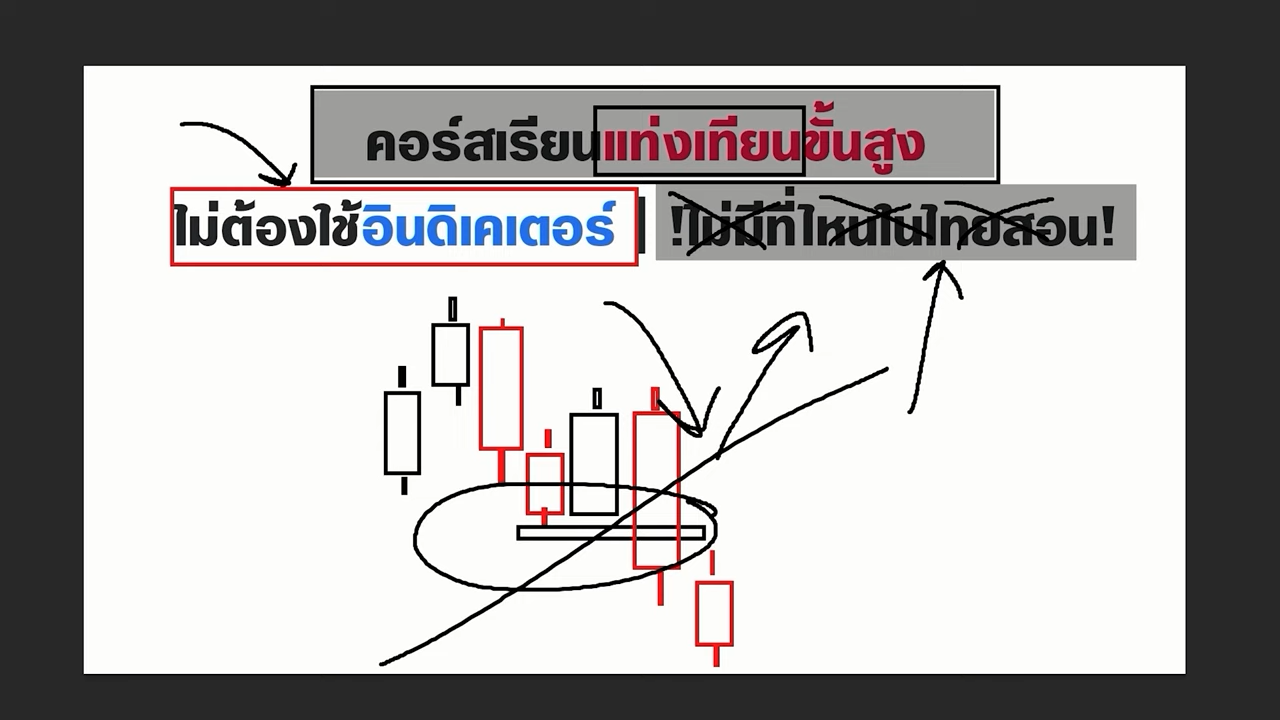 คอร์สเรียนแท่งเทียนขั้นสูง
ไม่ต้องใช้อินดิเคเตอร์ | !ไม่มีที่ไหนในไทยสอน!